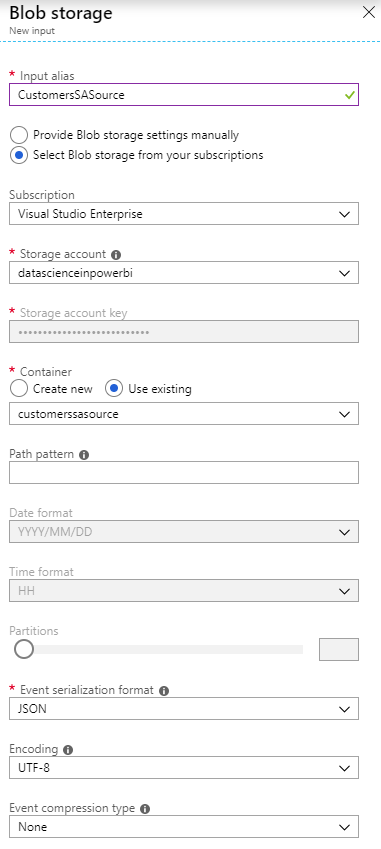 Blob storage
New input
* Input alias
CustomersSASource
Provide Blob storage settings manually
Select Blob storage from your subscriptions
Subscription
Visual Studio Enterprise
* Storage account
datascienceinpowerbi
* Storage account key
••••••••••••••••••••••••••••
* Container
Create new Use existing
customerssasource
Path pattern
Date format
YYYY/MM/DD
Time format
HH
Partitions
* Event serialization format
JSON
Encoding
UTF-8
Event compression type
None